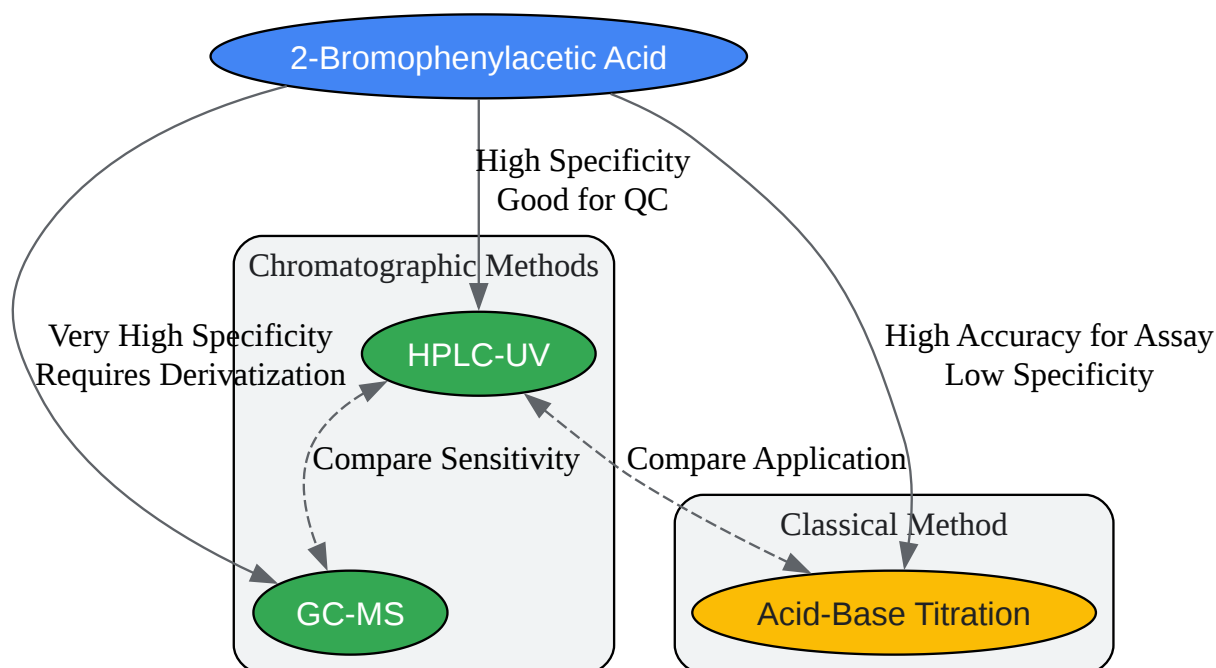 2-Bromophenylacetic Acid
High Specificity
Good for QC
Chromatographic Methods
Very High Specificity
Requires Derivatization
HPLC-UV
High Accuracy for Assay
Low Specificity
Compare Sensitivity
Compare Application
Classical Method
GC-MS
Acid-Base Titration